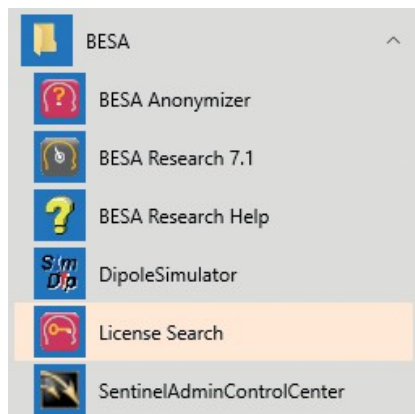 BESA
BESA Anonymizer
BESA Research 7.1
BESA Research Help
Sim
Dip
DipoleSimulator
License Search
SentinelAdminControlCenter